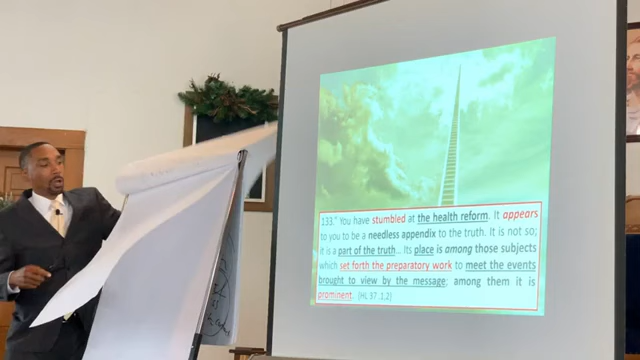 133." You have stumbled at the health reform. It appears
to you to be a needless appendix to the truth. It is not so;
it is a part of the truth... Its place is among those subjects
which set forth the preparatory work to meet the events
brought to view by the message; among them it is
prominent. {HL 37.1,2}